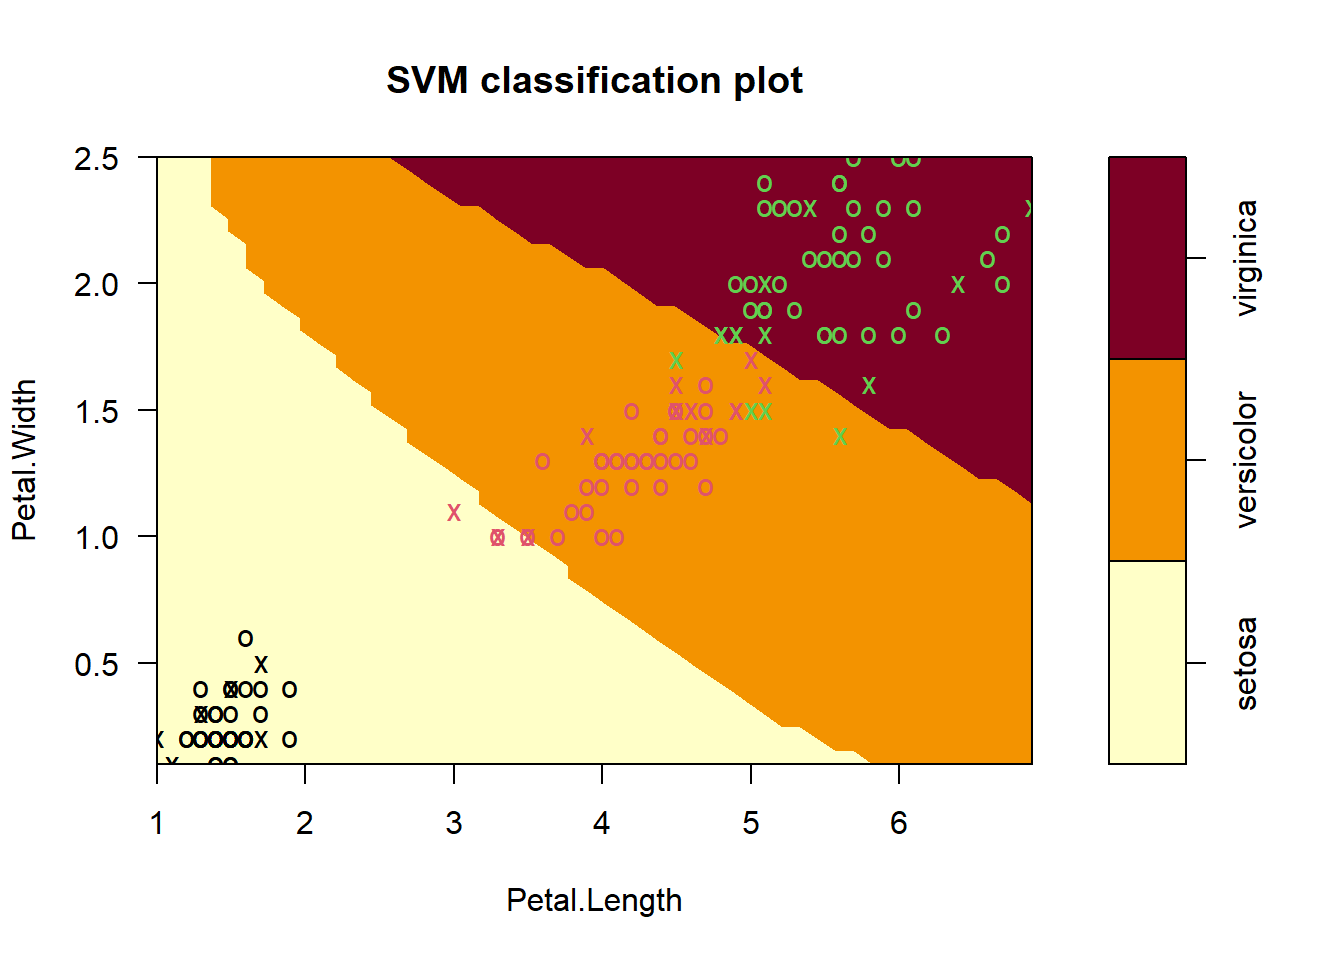 SVM classification plot
Petal.Width
2.5
2.0
1.5
1.0
0.5
1 2 3 4 5 6
Petal.Length
virginica
versicolor
setosa